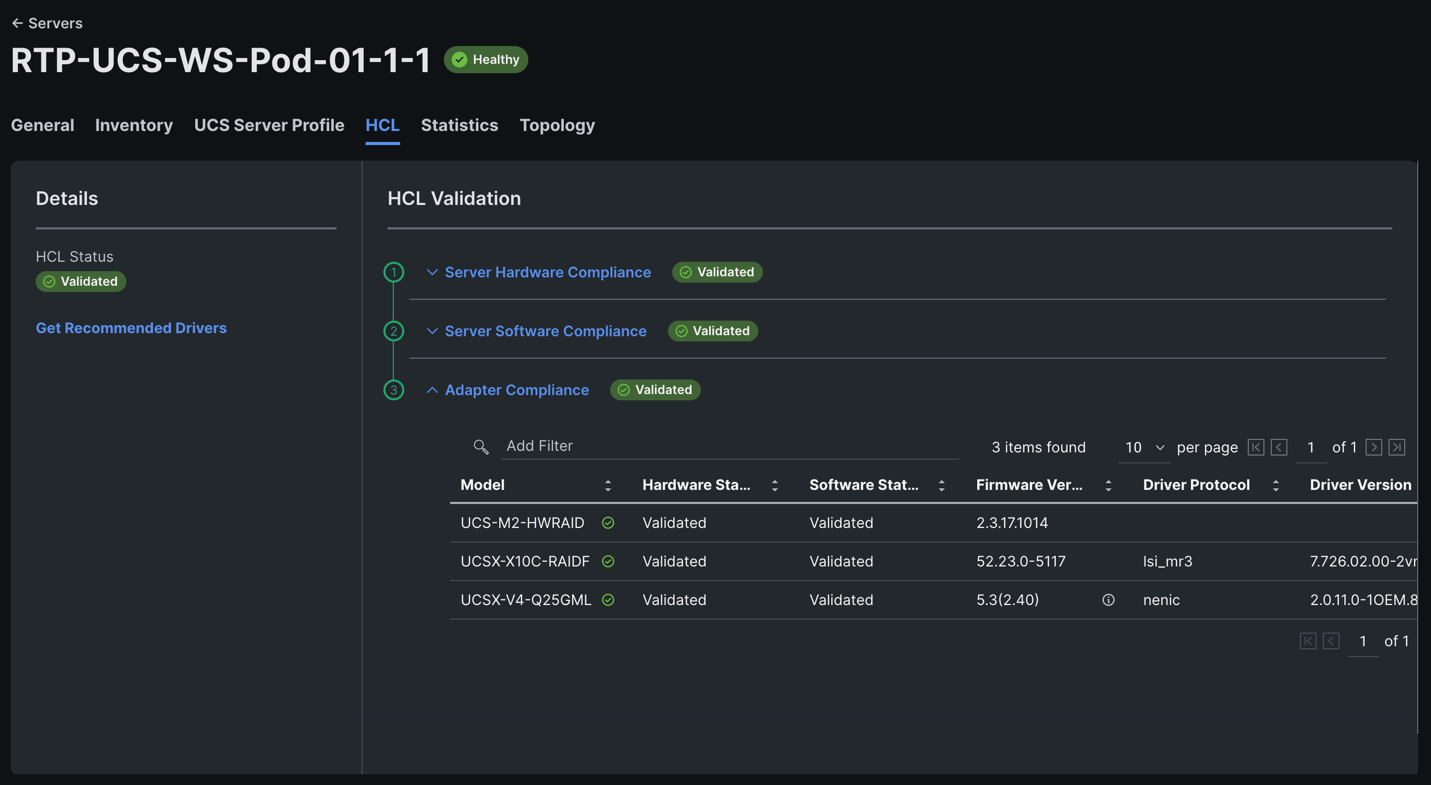 ← Servers
RTP-UCS-WS-Pod-01-1-1 Healthy
General Inventory UCS Server Profile HCL Statistics Topology
Details
HCL Status
Validated
Get Recommended Drivers
HCL Validation
1 Server Hardware Compliance Validated
2 Server Software Compliance Validated
3 Adapter Compliance Validated
Add Filter 3 items found 10 per page 1 of 1
Model Hardware Sta... Software Stat... Firmware Ver... Driver Protocol Driver Version
UCS-M2-HWRAID Validated Validated 2.3.17.1014
UCSX-X10C-RAIDF Validated Validated 52.23.0-5117 lsi_mr3 7.726.02.00-2vm
UCSX-V4-Q25GML Validated Validated 5.3(2.40) nenic 2.0.11.0-1OEM.8
1 of 1